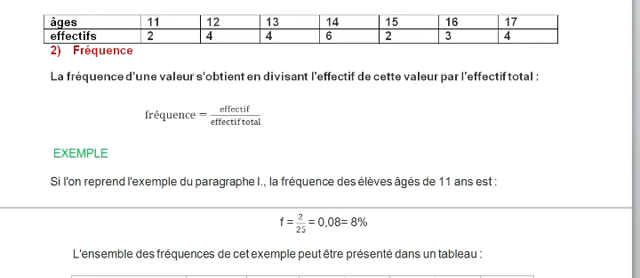 âges 11 12 13 14 15 16 17
effectifs 2 4 4 6 2 3 4
2) Fréquence
La fréquence d'une valeur s'obtient en divisant l'effectif de cette valeur par l'effectif total :
fréquence = effectif / effectif total
EXEMPLE
Si l'on reprend l'exemple du paragraphe I., la fréquence des élèves âgés de 11 ans est :
f = 2/25 = 0,08= 8%
L'ensemble des fréquences de cet exemple peut être présenté dans un tableau :